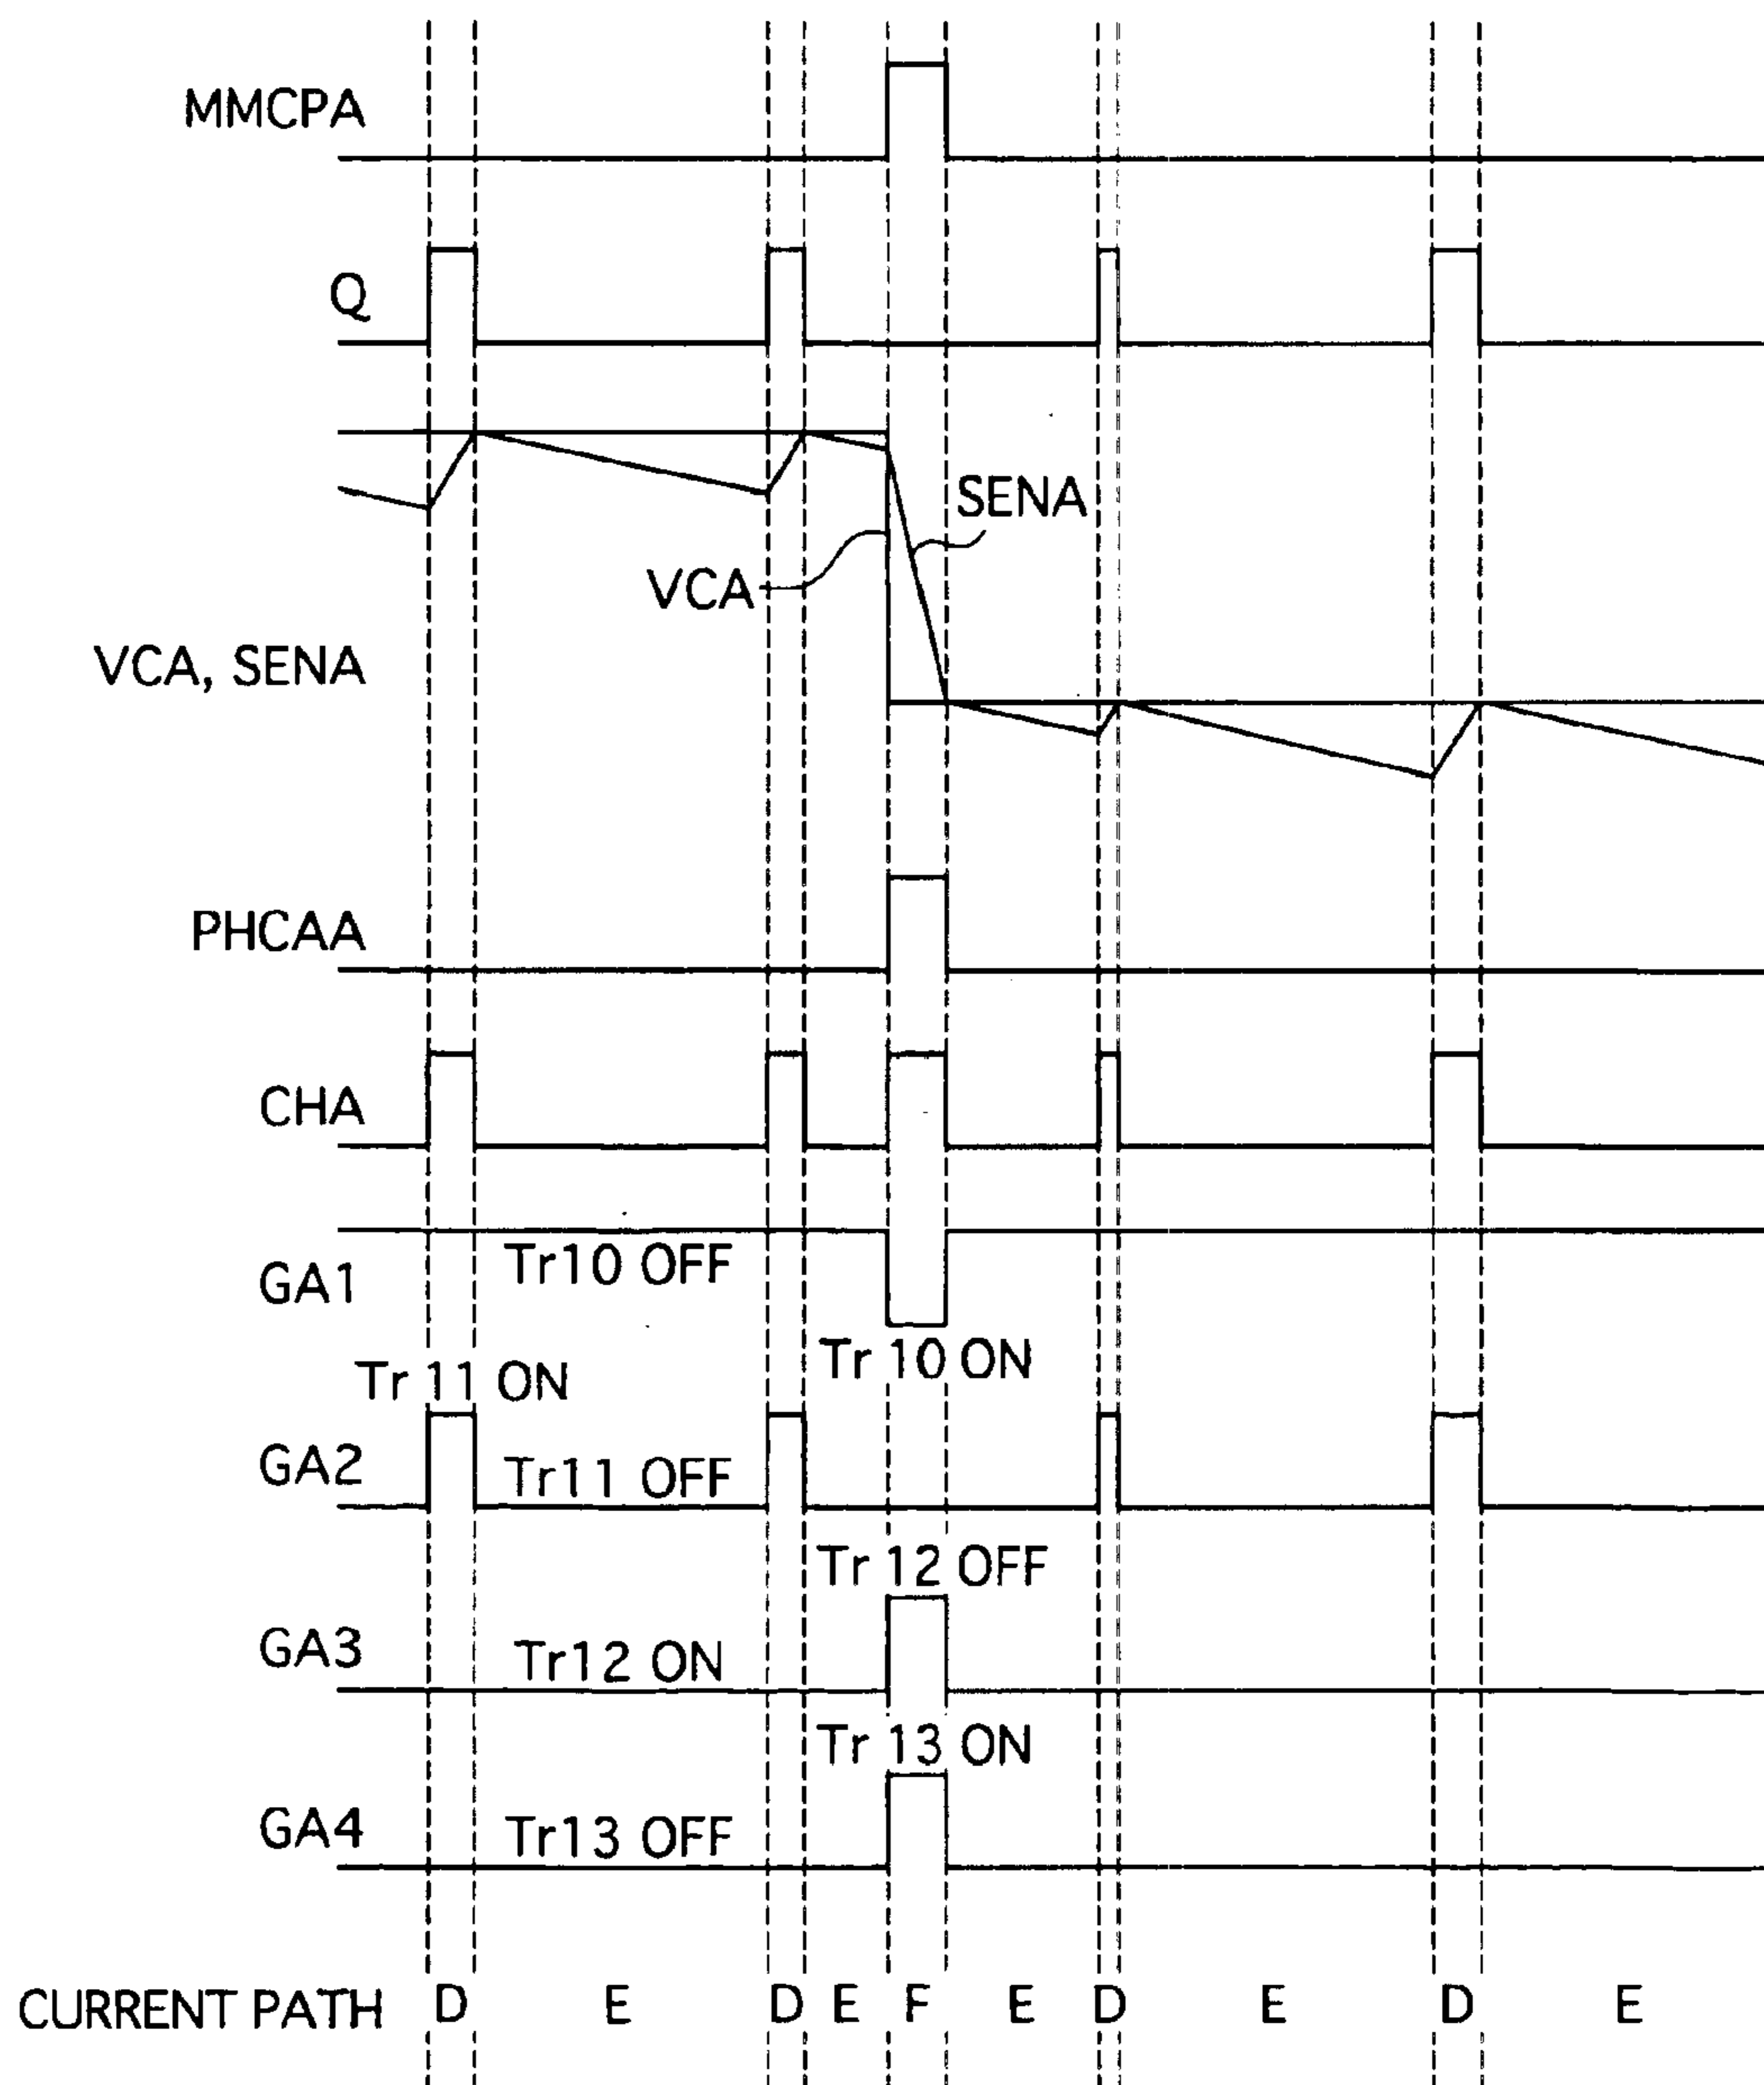 MMCPA
Q
SENA
VCA
VCA, SENA
PHCAA
CHA
Tr10 OFF
GA1
Tr 10 ON
Tr 11 ON
GA2
Tr11 OFF
Tr 12 OFF
GA3
Tr12 ON
Tr 13 ON
GA4
Tr13 OFF
CURRENT PATH D E D E F E D E D E